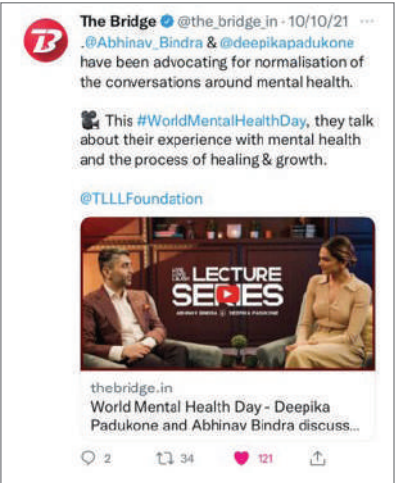 B
The Bridge @the_bridge_in · 10/10/21 ···
.@Abhinav_Bindra & @deepikapadukone
have been advocating for normalisation of
the conversations around mental health.
This #WorldMentalHealthDay, they talk
about their experience with mental health
and the process of healing & growth.
@TLLLFoundation
LIVE
LOVE
LAUGH
LECTURE
SERIES
ABHINAV BINDRA DEEPIKA PADUKONE
thebridge.in
World Mental Health Day - Deepika
Padukone and Abhinav Bindra discuss...
2 34 121